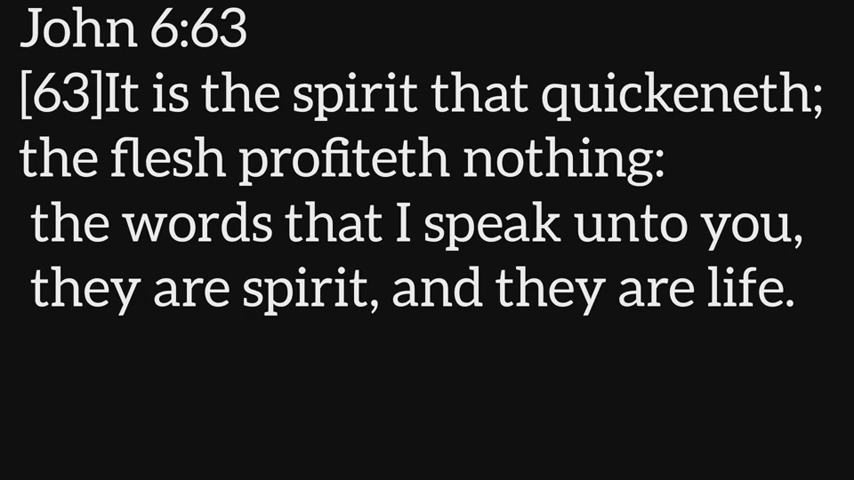 John 6:63
[63]It is the spirit that quickeneth;
the flesh profiteth nothing:
the words that I speak unto you,
they are spirit, and they are life.